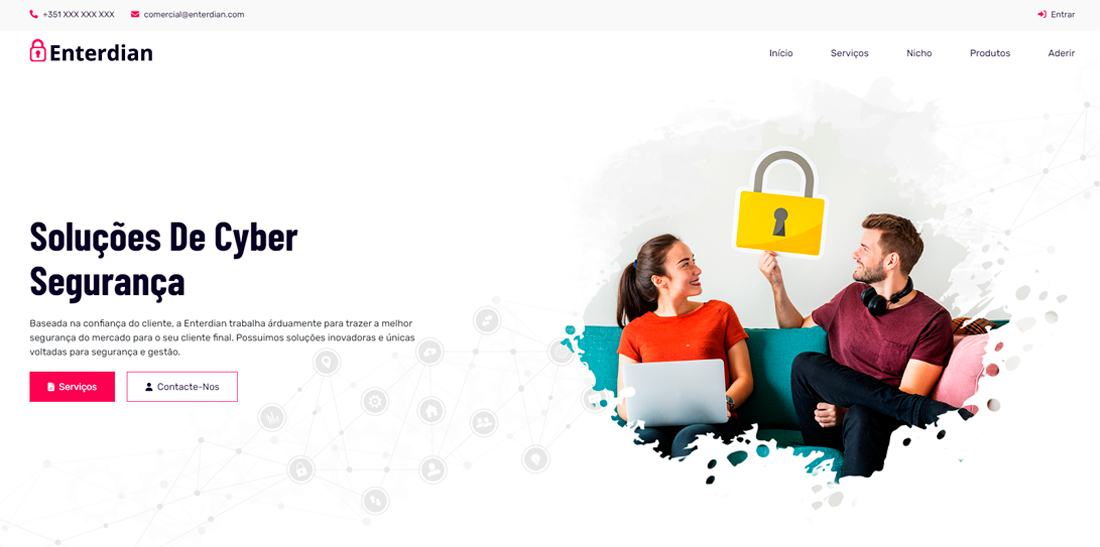 +351 XXX XXX XXX
comercial@enterdian.com
Entrar
Enterdian
Início
Serviços
Nicho
Produtos
Aderir
Soluções De Cyber
Segurança
Baseada na confiança do cliente, a Enterdian trabalha árduamente para trazer a melhor
segurança do mercado para o seu cliente final. Possuimos soluções inovadoras e únicas
voltadas para segurança e gestão.
Serviços
Contacte-Nos